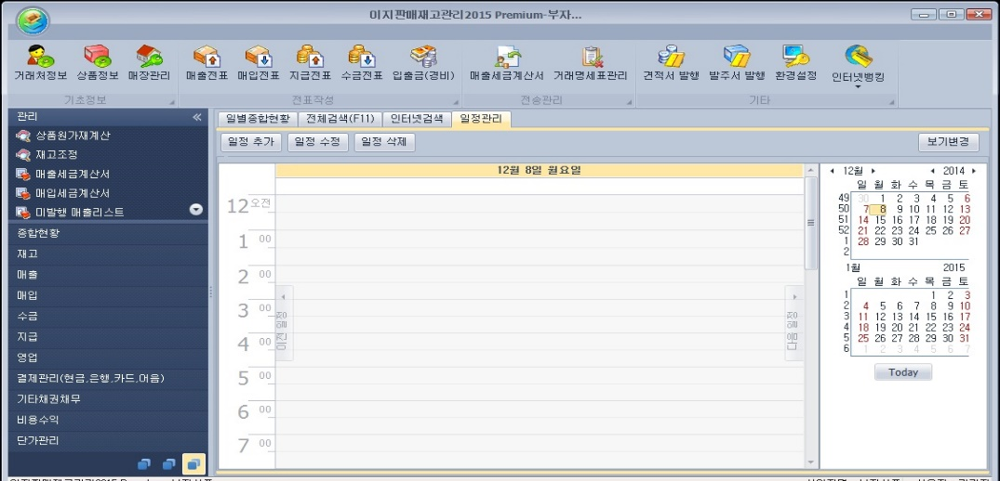 이지판매재고관리2015 Premium-부자...
거래처정보 상품정보 매장관리 매출전표 매입전표 지급전표 수금전표 입출금(경비) 매출세금계산서 거래명세표관리 견적서 발행 발주서 발행 환경설정 인터넷뱅킹
기초정보 전표작성 전송관리 기타
관리
상품원가재계산
재고조정
매출세금계산서
매입세금계산서
미발행 매출리스트
종합현황
재고
매출
매입
수금
지급
영업
결제관리(현금,은행,카드,어음)
기타채권채무
비용수익
단가관리
일별종합현황 전체검색(F11) 인터넷검색 일정관리
일정 추가 일정 수정 일정 삭제 보기변경
12월 8일 월요일
12 오전
1 00
2 00
3 00
4 00
5 00
6 00
7 00
이전 일정
다음 일정
12월 2014
일 월 화 수 목 금 토
49 30 1 2 3 4 5 6
50 7 8 9 10 11 12 13
51 14 15 16 17 18 19 20
52 21 22 23 24 25 26 27
1 28 29 30 31
2
1월 2015
일 월 화 수 목 금 토
1 1 2 3
2 4 5 6 7 8 9 10
3 11 12 13 14 15 16 17
4 18 19 20 21 22 23 24
5 25 26 27 28 29 30 31
6 1 2 3 4 5 6 7
Today